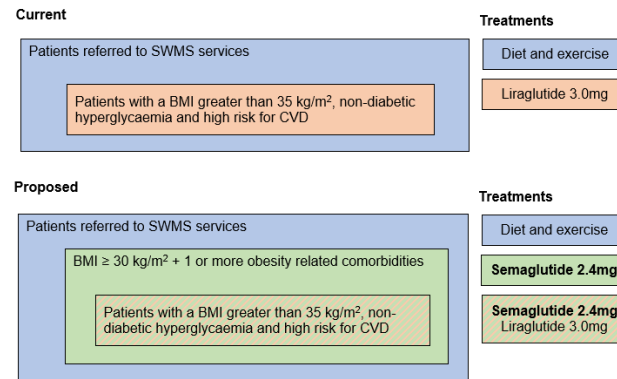 Current
Treatments
Patients referred to SWMS services
Diet and exercise
Patients with a BMI greater than 35 kg/m², non-diabetic
hyperglycaemia and high risk for CVD
Liraglutide 3.0mg
Proposed
Treatments
Patients referred to SWMS services
Diet and exercise
BMI ≥ 30 kg/m² + 1 or more obesity related comorbidities
Semaglutide 2.4mg
Patients with a BMI greater than 35 kg/m², non-
diabetic hyperglycaemia and high risk for CVD
Semaglutide 2.4mg
Liraglutide 3.0mg